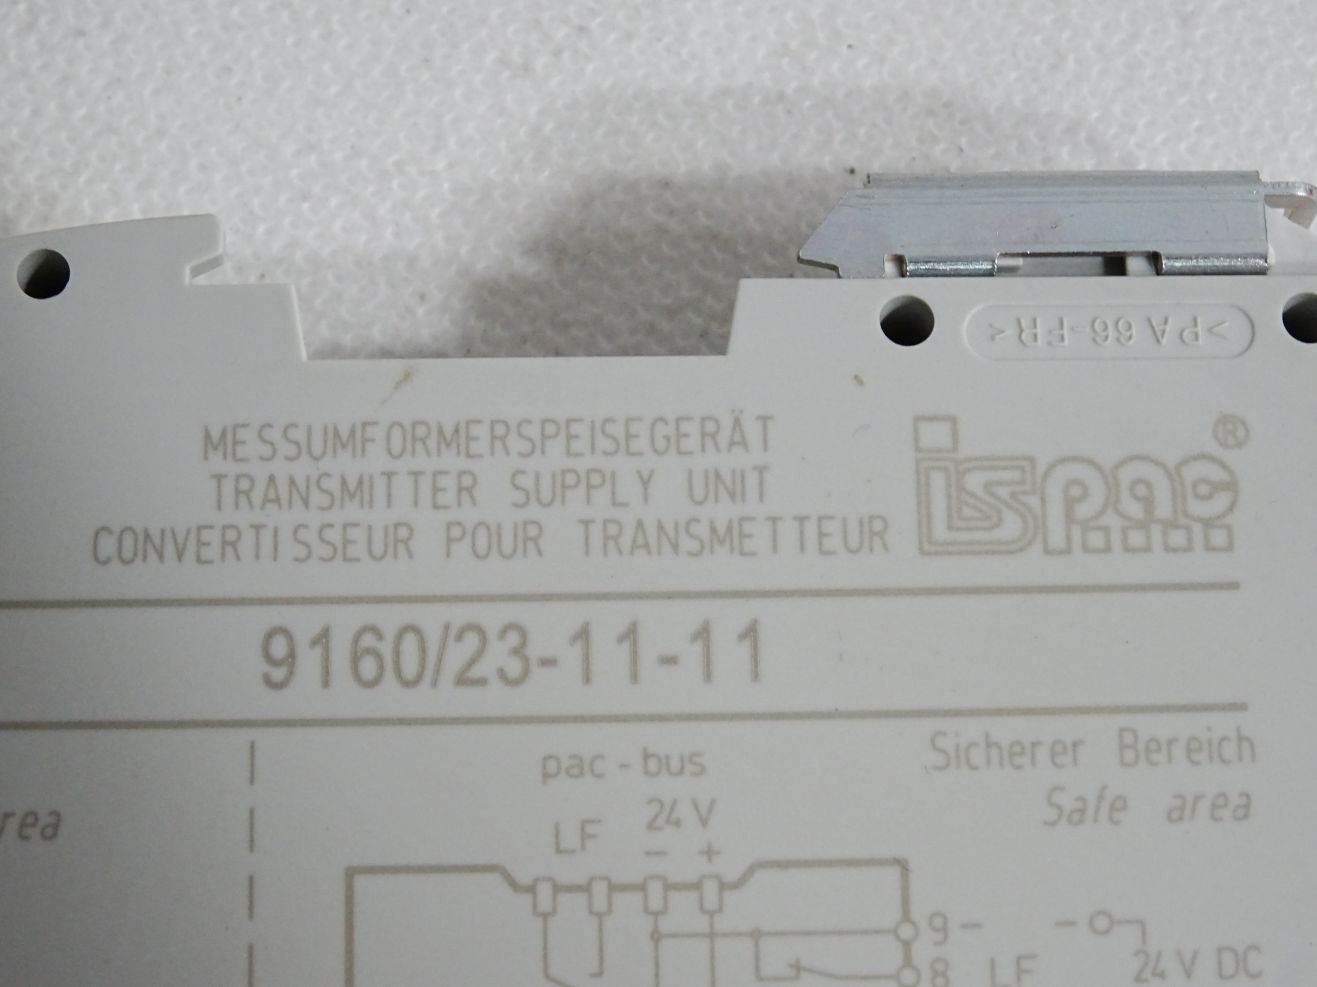 >PA 66-FR<
MESSUMFORMERSPEISEGERÄT
TRANSMITTER SUPPLY UNIT
CONVERTISSEUR POUR TRANSMETTEUR
ispac®
9160/23-11-11
pac-bus
Sicherer Bereich
Safe area
24 V
LF
- +
9 -
-
8 LF
24 V DC